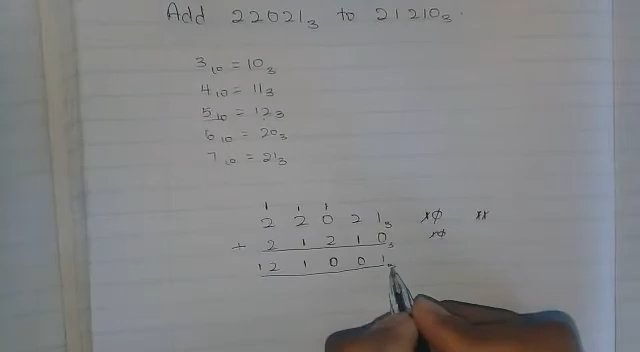 Add 22021₃ to 21210₃.
3₁₀ = 10₃
4₁₀ = 11₃
5₁₀ = 12₃
6₁₀ = 20₃
7₁₀ = 21₃
1 1 1
2 2 0 2 1₃
+ 2 1 2 1 0₃
1 2 1 0 0 1₃